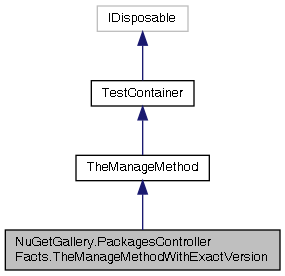 IDisposable
TestContainer
TheManageMethod
NuGetGallery.PackagesController
Facts.TheManageMethodWithExactVersion